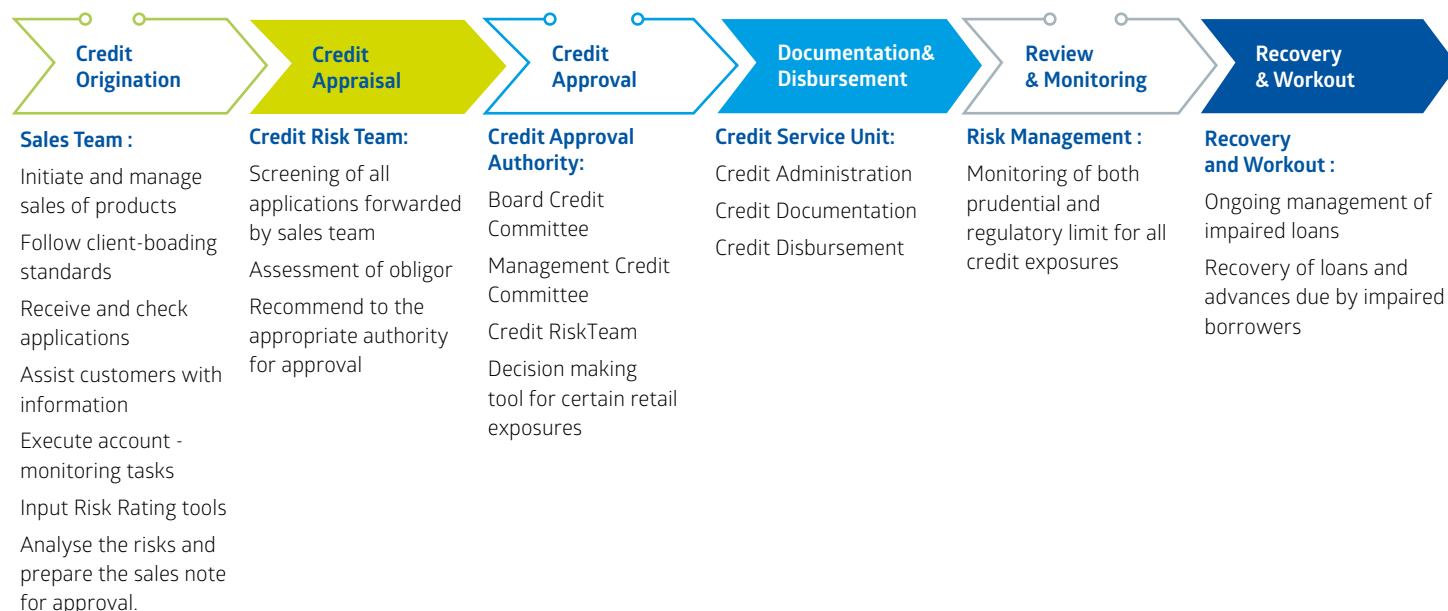 Credit
Origination
Credit
Appraisal
Credit
Approval
Documentation&
Disbursement
Review
& Monitoring
Recovery
& Workout
Sales Team :
Initiate and manage
sales of products
Follow client-boading
standards
Receive and check
applications
Assist customers with
information
Execute account -
monitoring tasks
Input Risk Rating tools
Analyse the risks and
prepare the sales note
for approval.
Credit Risk Team:
Screening of all
applications forwarded
by sales team
Assessment of obligor
Recommend to the
appropriate authority
for approval
Credit Approval
Authority:
Board Credit
Committee
Management Credit
Committee
Credit RiskTeam
Decision making
tool for certain retail
exposures
Credit Service Unit:
Credit Administration
Credit Documentation
Credit Disbursement
Risk Management :
Monitoring of both
prudential and
regulatory limit for all
credit exposures
Recovery
and Workout :
Ongoing management of
impaired loans
Recovery of loans and
advances due by impaired
borrowers